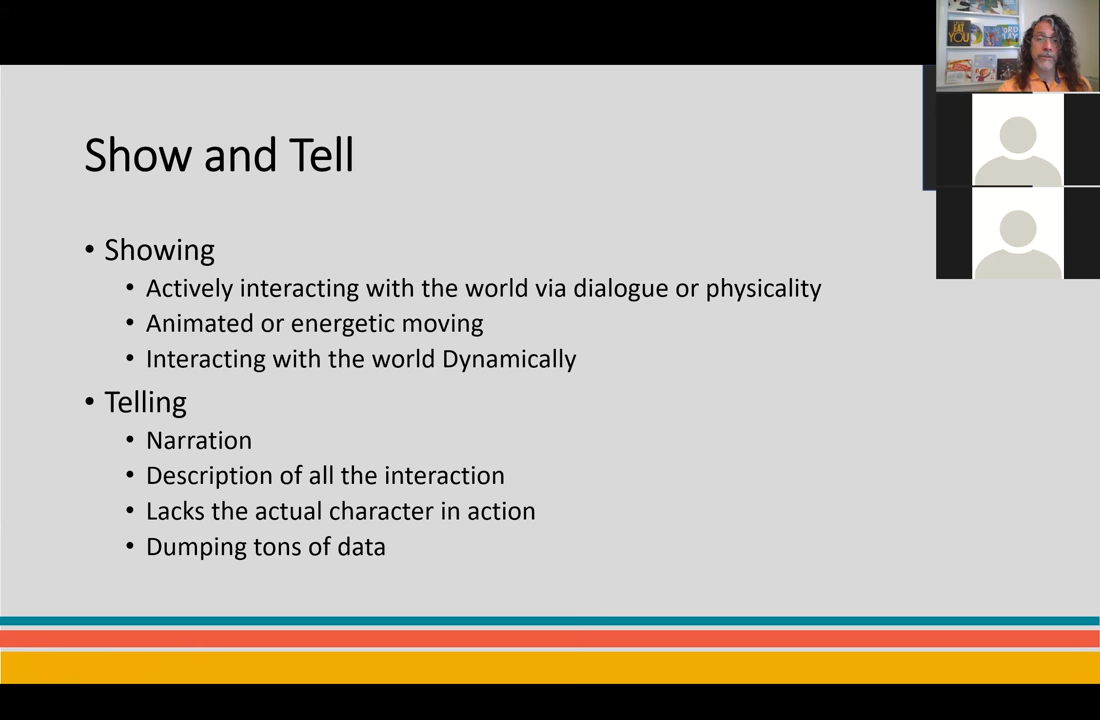 Show and Tell
• Showing
• Actively interacting with the world via dialogue or physicality
• Animated or energetic moving
• Interacting with the world Dynamically
• Telling
• Narration
• Description of all the interaction
• Lacks the actual character in action
• Dumping tons of data
EAT
YOU